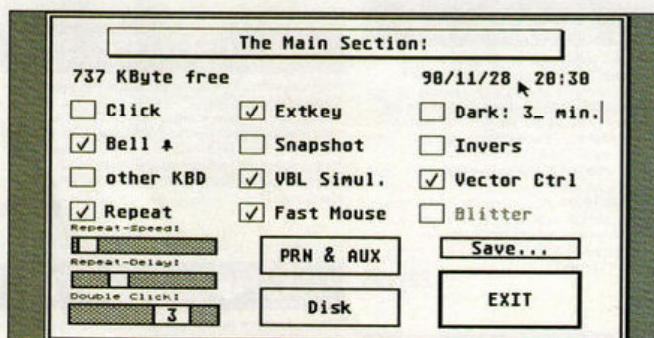 The Main Section:
737 KByte free 90/11/28 20:30
Click Extkey Dark: 3_ min.
Bell Snapshot Invers
other KBD VBL Simul. Vector Ctrl
Repeat Fast Mouse Blitter
Repeat-Speed:
Repeat-Delay:
Double Click:
3
PRN & AUX
Disk
Save...
EXIT